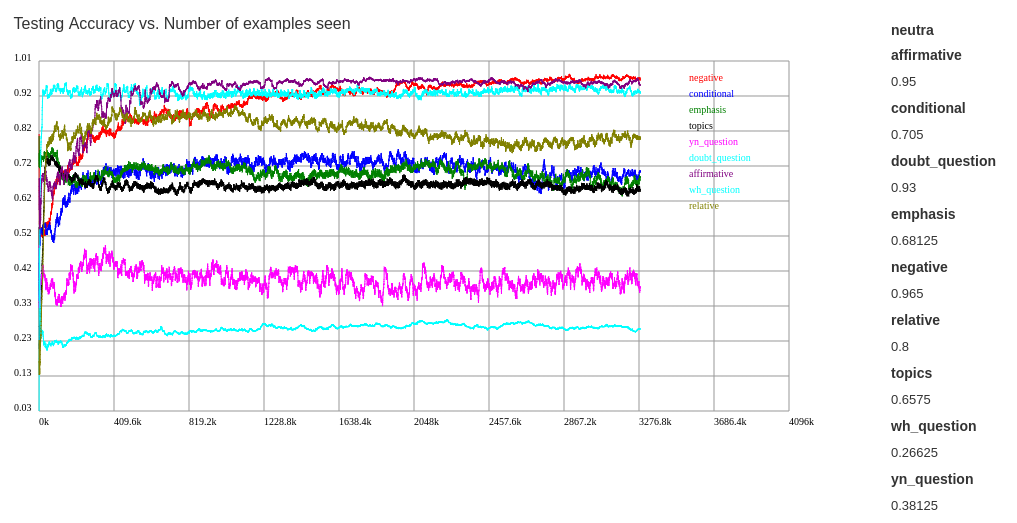 Testing Accuracy vs. Number of examples seen
1.01
0.92
0.82
0.72
0.62
0.52
0.42
0.33
0.23
0.13
0.03
0k
409.6k
819.2k
1228.8k
1638.4k
2048k
2457.6k
2867.2k
3276.8k
3686.4k
4096k
negative
conditional
emphasis
topics
yn_question
doubt_question
affirmative
wh_question
relative
neutra
affirmative
0.95
conditional
0.705
doubt_question
0.93
emphasis
0.68125
negative
0.965
relative
0.8
topics
0.6575
wh_question
0.26625
yn_question
0.38125